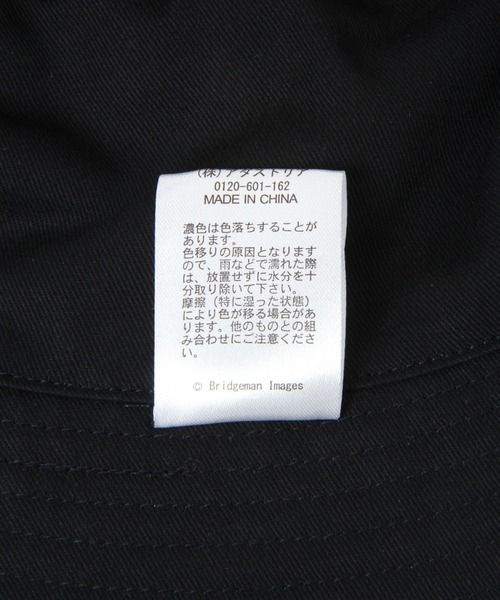 (株)アダストリア
0120-601-162
MADE IN CHINA
濃色は色落ちすることが
あります。
色移りの原因となります
ので、雨などで濡れた際
は、放置せずに水分を十
分取り除いて下さい。
摩擦（特に湿った状態）
により色が移る場合があ
ります。他のものとの組
み合わせにご注意くださ
い。
© Bridgeman Images